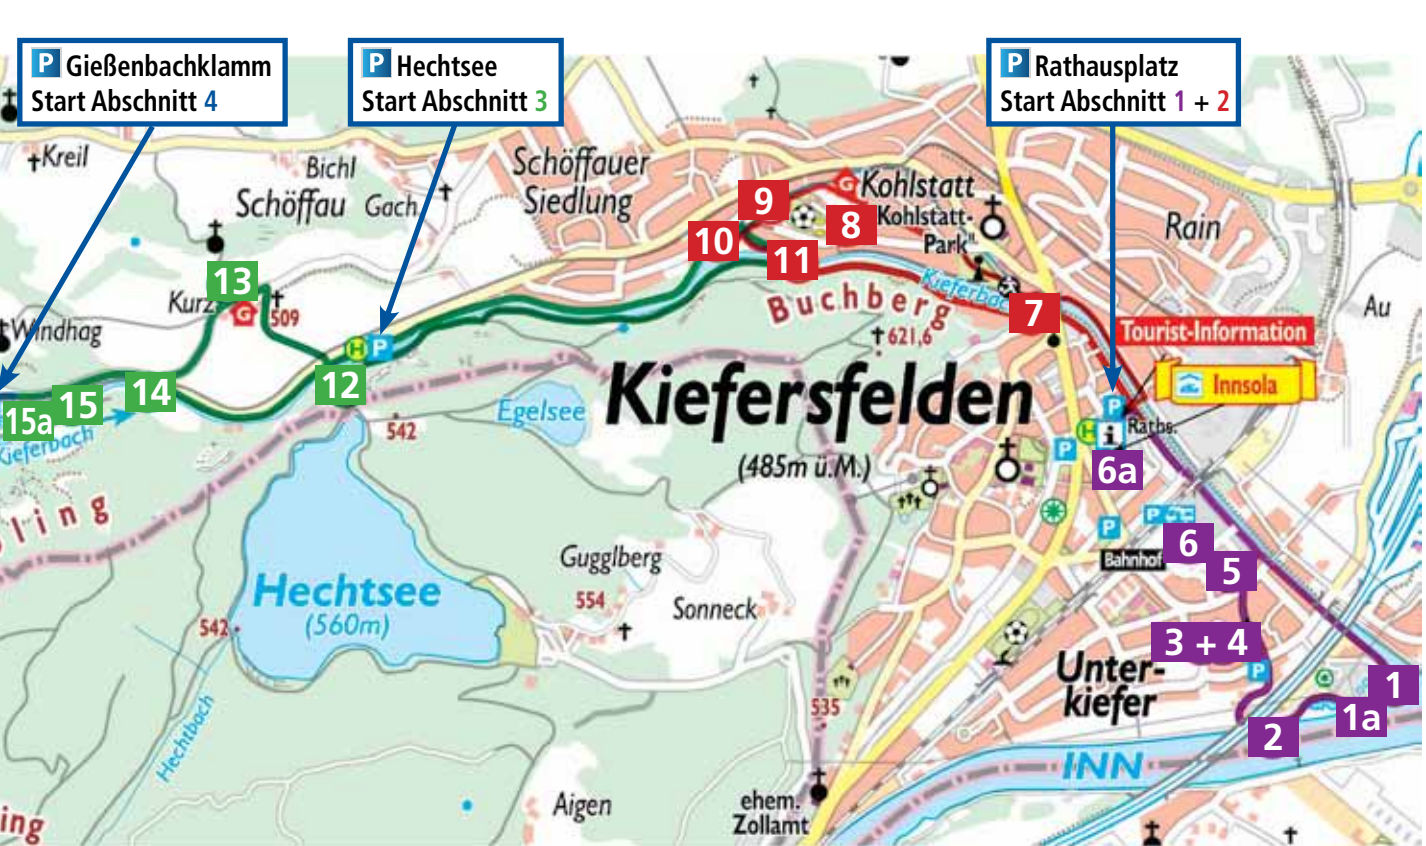 P Gießenbachklamm
Start Abschnitt 4
P Hechtsee
Start Abschnitt 3
P Rathausplatz
Start Abschnitt 1 + 2
Kreil
Bichl
Schöffau
Gach
Schöffauer
Siedlung
9
G
Kohlstatt
8
Kohlstatt-
Park
10
11
Rain
13
Kurz
G
509
Kieferbac
7
Buchberg
621,6
Au
Windhag
H P
12
14
15
15a
Kieferbach
Tourist-Information
Innsola
Kiefersfelden
(485m ü.M.)
Egelsee
542
P
H i
Raths.
P
6a
P
P
Bahnhof
6
5
ling
Hechtsee
(560m)
542
Gugglberg
554
Sonneck
3 + 4
P
Unter-
kiefer
1
1a
2
535
Hechtbach
INN
Aigen
ehem.
Zollamt
ing